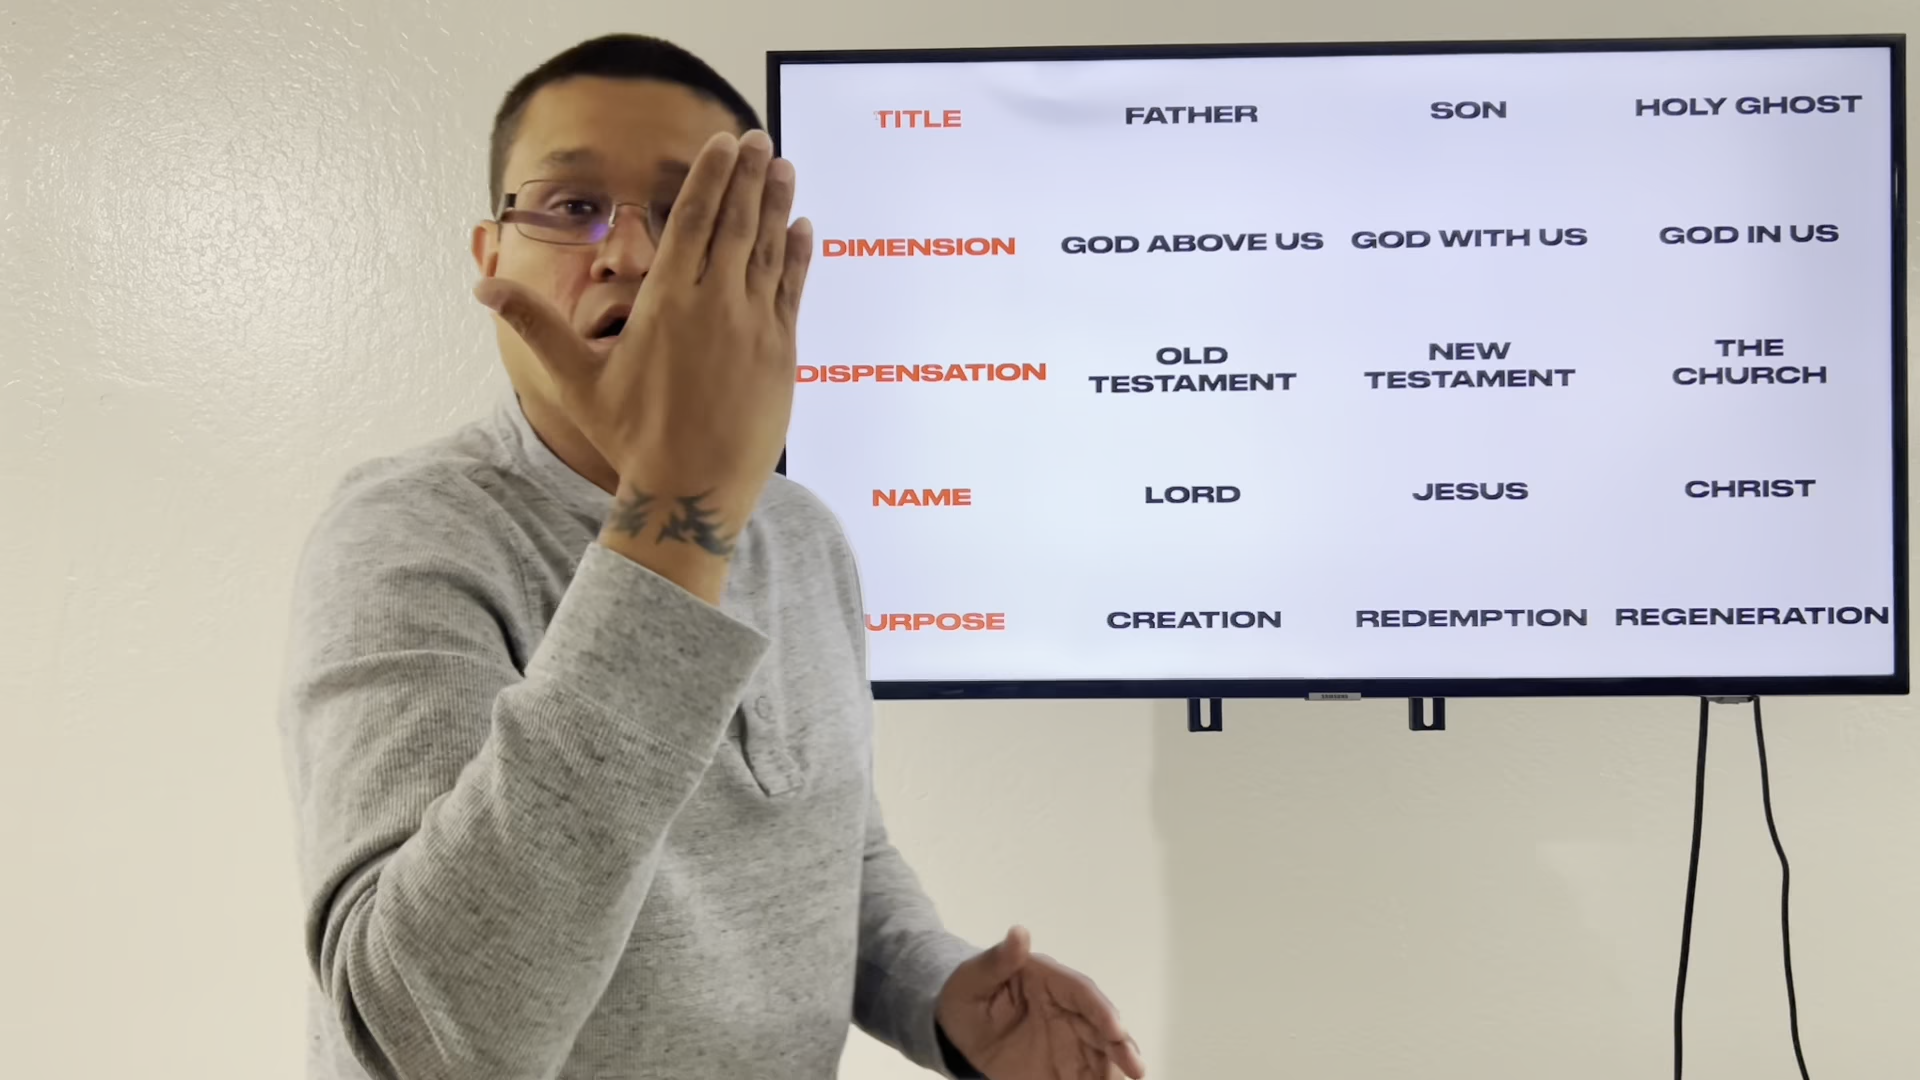 TITLE FATHER SON HOLY GHOST
DIMENSION GOD ABOVE US GOD WITH US GOD IN US
DISPENSATION OLD TESTAMENT NEW TESTAMENT THE CHURCH
NAME LORD JESUS CHRIST
URPOSE CREATION REDEMPTION REGENERATION
SAMSUNG